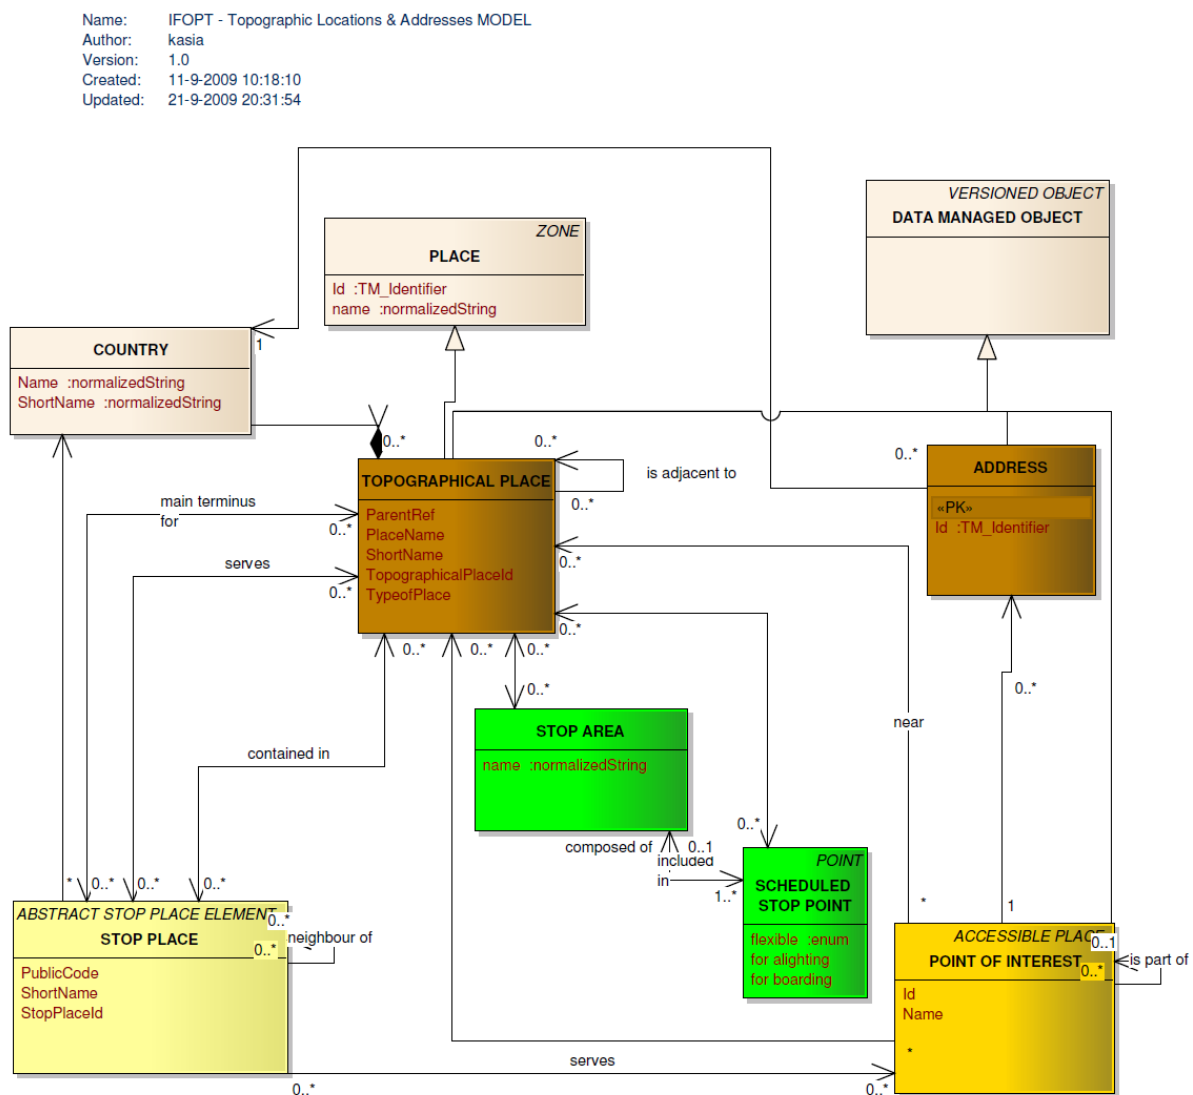 Name: IFOPT - Topographic Locations & Addresses MODEL
Author: kasia
Version: 1.0
Created: 11-9-2009 10:18:10
Updated: 21-9-2009 20:31:54
VERSIONED OBJECT
DATA MANAGED OBJECT
ZONE
PLACE
Id :TM_Identifier
name :normalizedString
COUNTRY
Name :normalizedString
ShortName :normalizedString
1
0..*
TOPOGRAPHICAL PLACE
ParentRef
PlaceName
ShortName
TopographicalPlaceId
TypeofPlace
0..*
is adjacent to
0..*
0..*
ADDRESS
«PK»
Id :TM_Identifier
main terminus
for
0..*
serves
0..*
0..*
0..*
0..*
0..*
0..*
0..*
0..*
near
contained in
STOP AREA
name :normalizedString
composed of
0..1
included
in
1..*
0..*
POINT
SCHEDULED
STOP POINT
flexible :enum
for alighting
for boarding
*
0..*
0..*
0..*
ABSTRACT STOP PLACE ELEMENT
0..*
STOP PLACE
neighbour of
0..*
PublicCode
ShortName
StopPlaceId
*
1
ACCESSIBLE PLACE
0..1
POINT OF INTEREST
is part of
0..*
Id
Name
*
serves
0..*
0..*